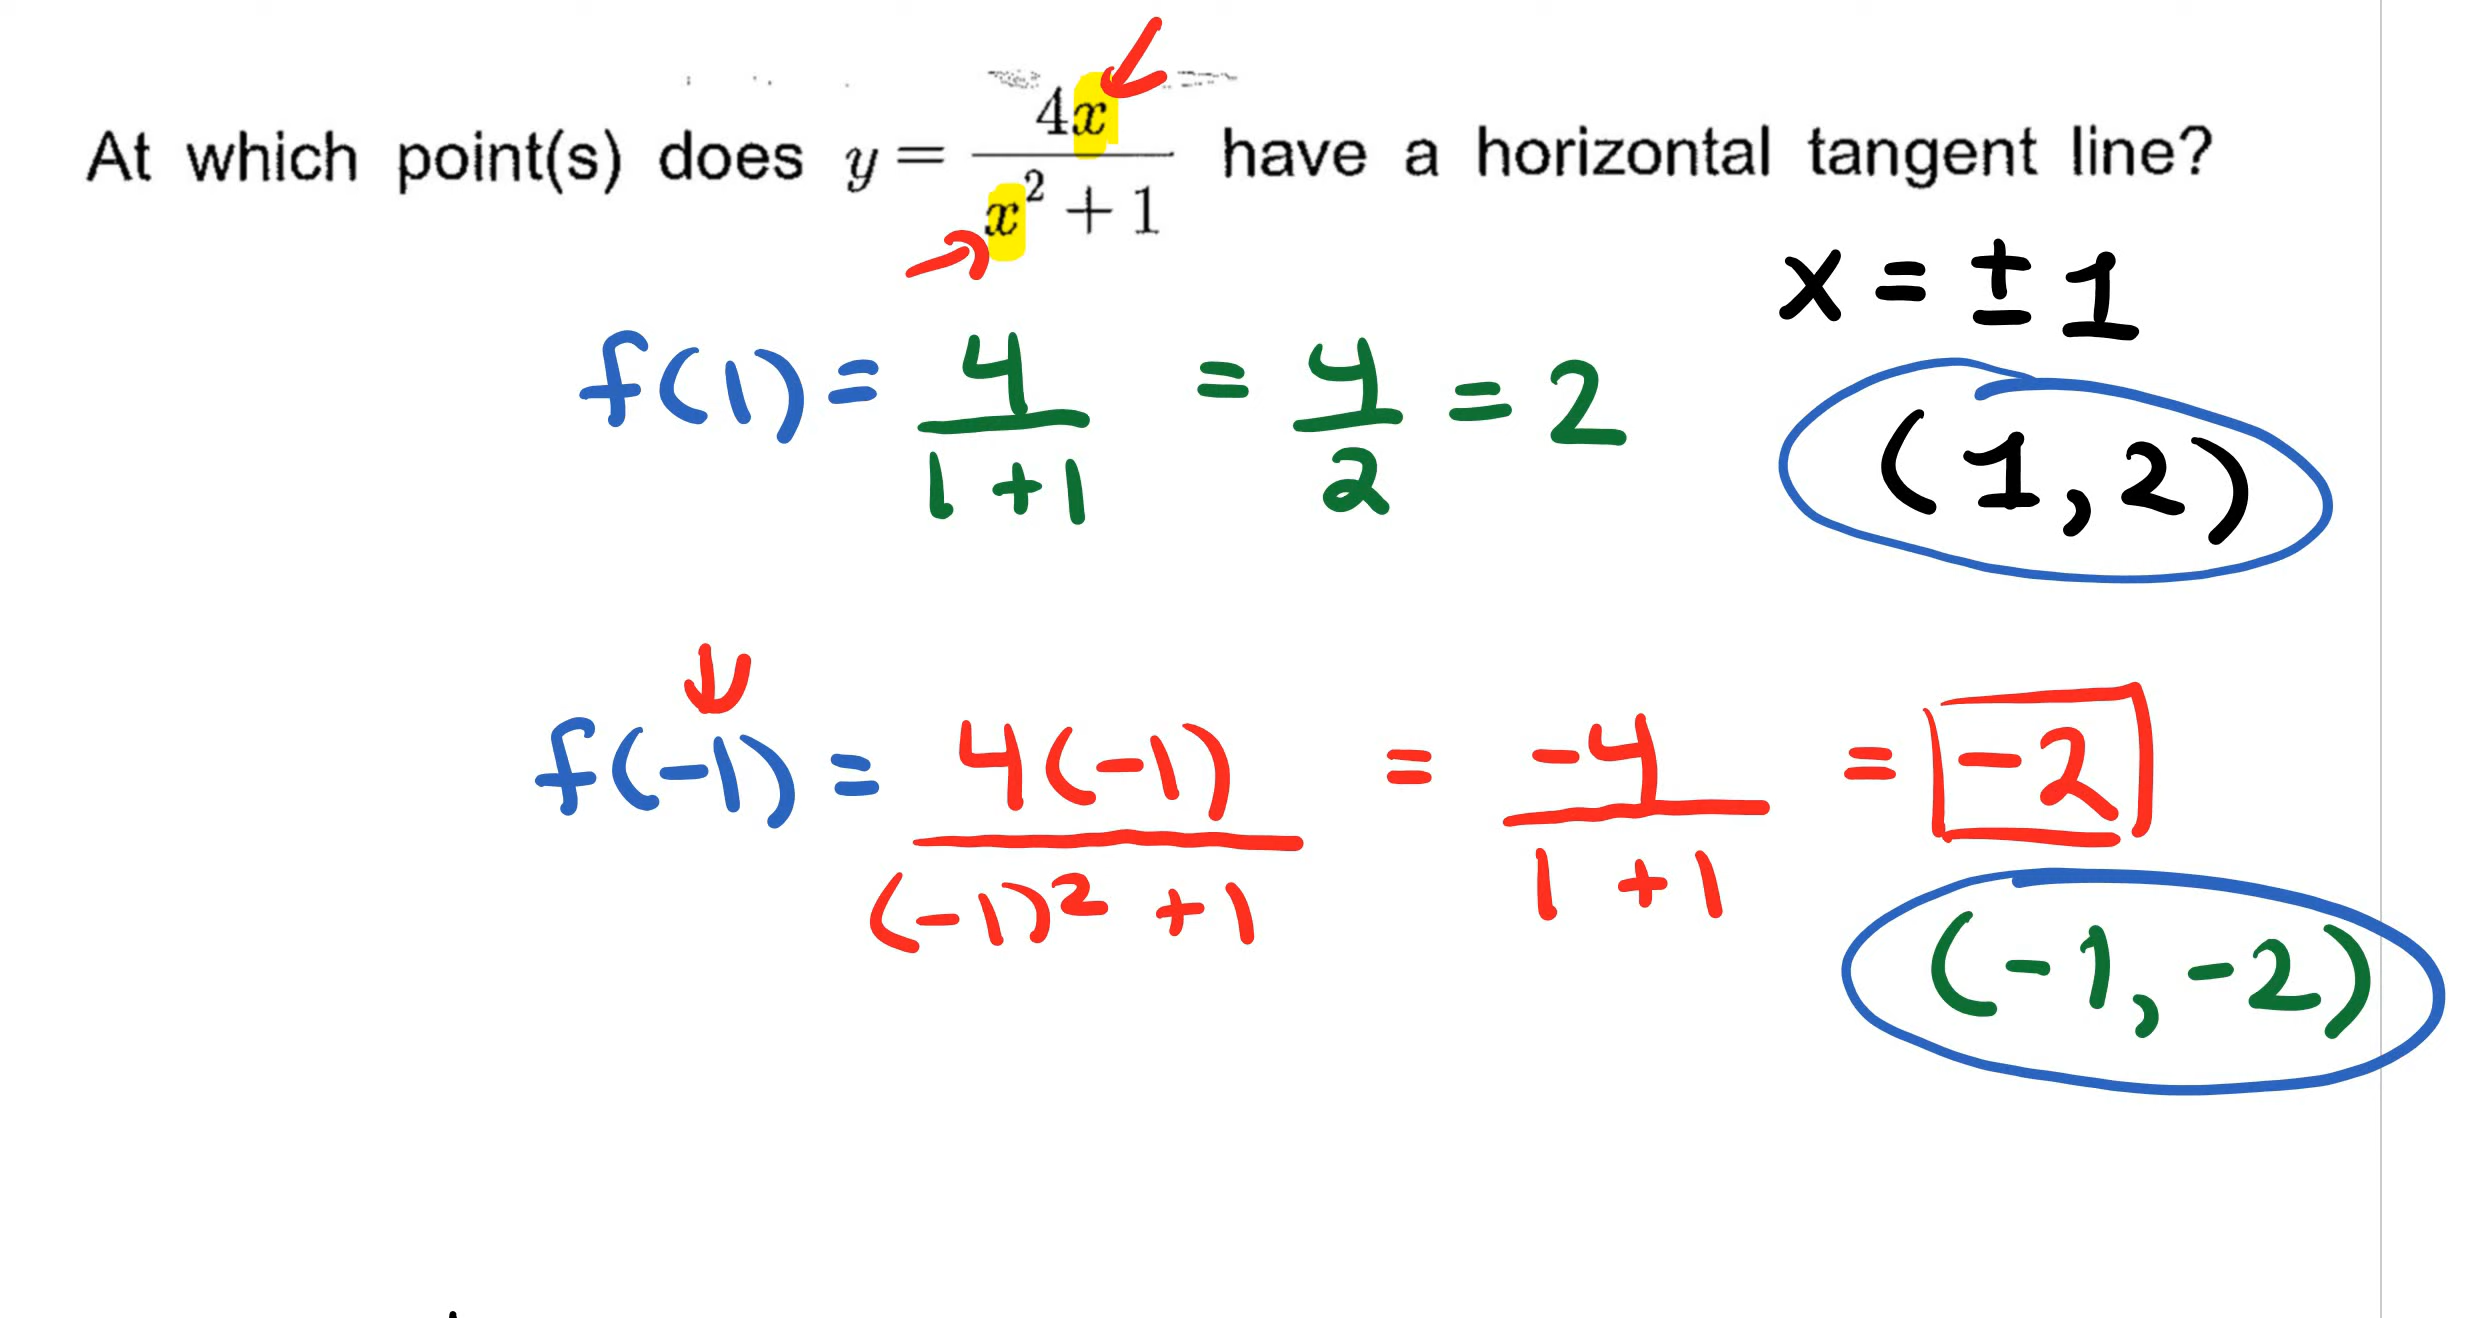 At which point(s) does y = 4x / (x² + 1) have a horizontal tangent line?
x = ± 1
f(1) = 4 / (1 + 1) = 4/2 = 2
(1, 2)
f(-1) = 4(-1) / ((-1)² + 1) = -4 / (1 + 1) = -2
(-1, -2)